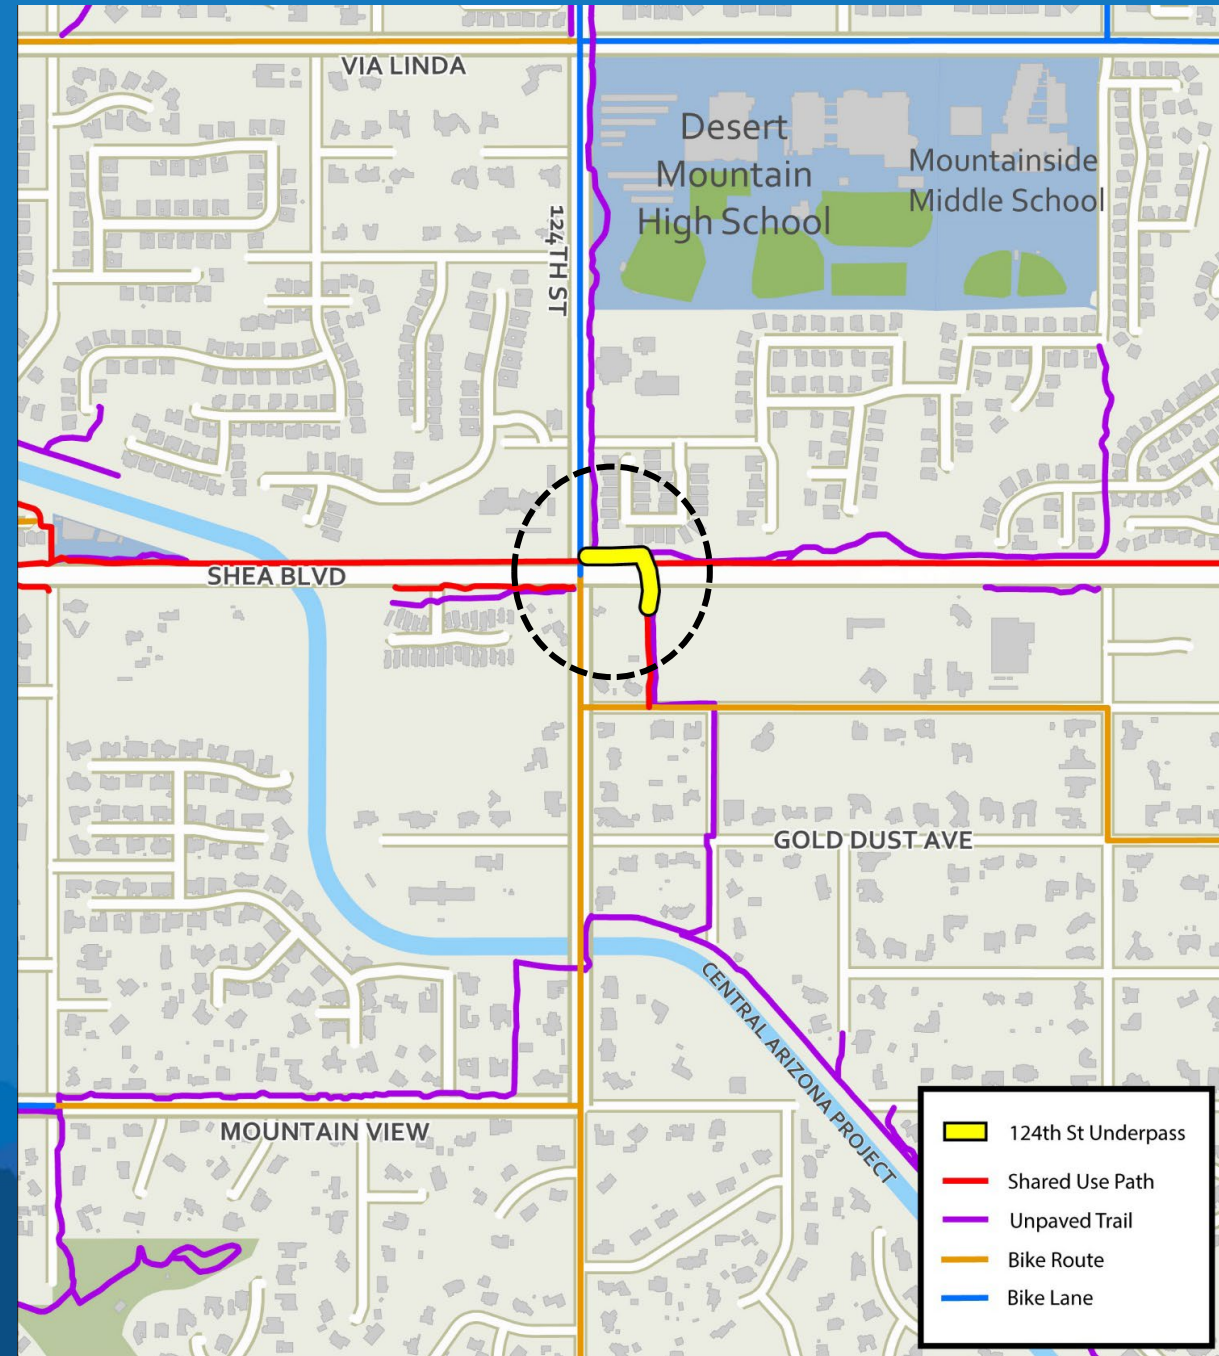 VIA LINDA
Desert
Mountain
High School
Mountainside
Middle School
124TH ST
SHEA BLVD
GOLD DUST AVE
CENTRAL ARIZONA PROJECT
MOUNTAIN VIEW
124th St Underpass
Shared Use Path
Unpaved Trail
Bike Route
Bike Lane